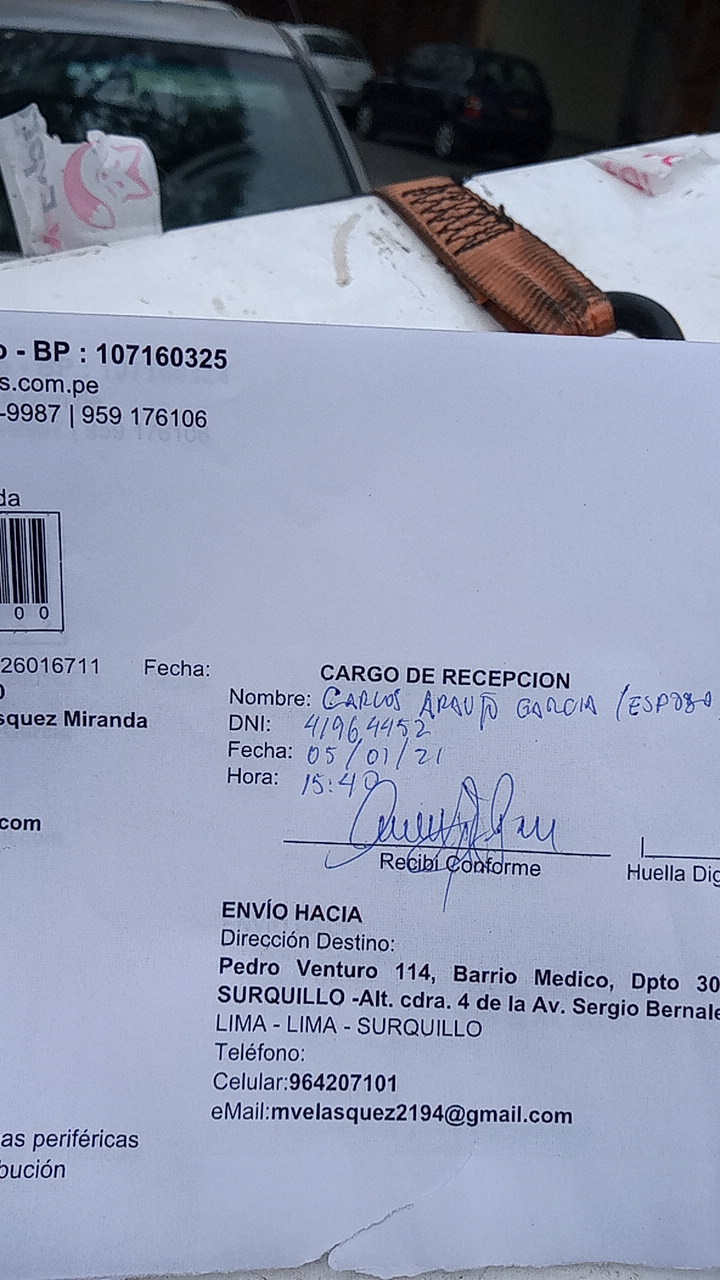 o - BP : 107160325
s.com.pe
-9987 | 959 176106
da
0 0
26016711 Fecha:
squez Miranda
com
CARGO DE RECEPCION
Nombre: CARLOS ARAUJO GARCIA (ESPOSO
DNI: 41964452
Fecha: 05/01/21
Hora: 15:40
Recibí Conforme
Huella Dig
ENVÍO HACIA
Dirección Destino:
Pedro Venturo 114, Barrio Medico, Dpto 30
SURQUILLO -Alt. cdra. 4 de la Av. Sergio Bernale
LIMA - LIMA - SURQUILLO
Teléfono:
Celular:964207101
eMail:mvelasquez2194@gmail.com
as periféricas
bución